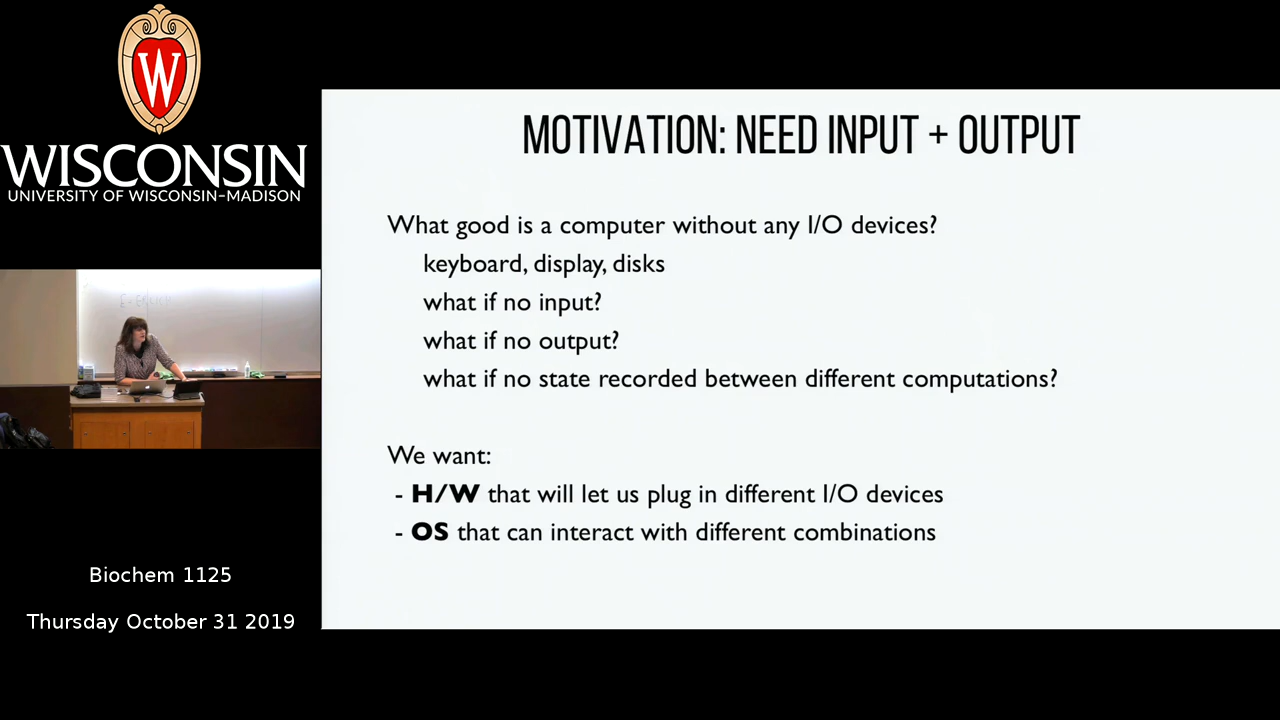 W
WISCONSIN
UNIVERSITY OF WISCONSIN-MADISON
Biochem 1125
Thursday October 31 2019
MOTIVATION: NEED INPUT + OUTPUT
What good is a computer without any I/O devices?
keyboard, display, disks
what if no input?
what if no output?
what if no state recorded between different computations?
We want:
- H/W that will let us plug in different I/O devices
- OS that can interact with different combinations